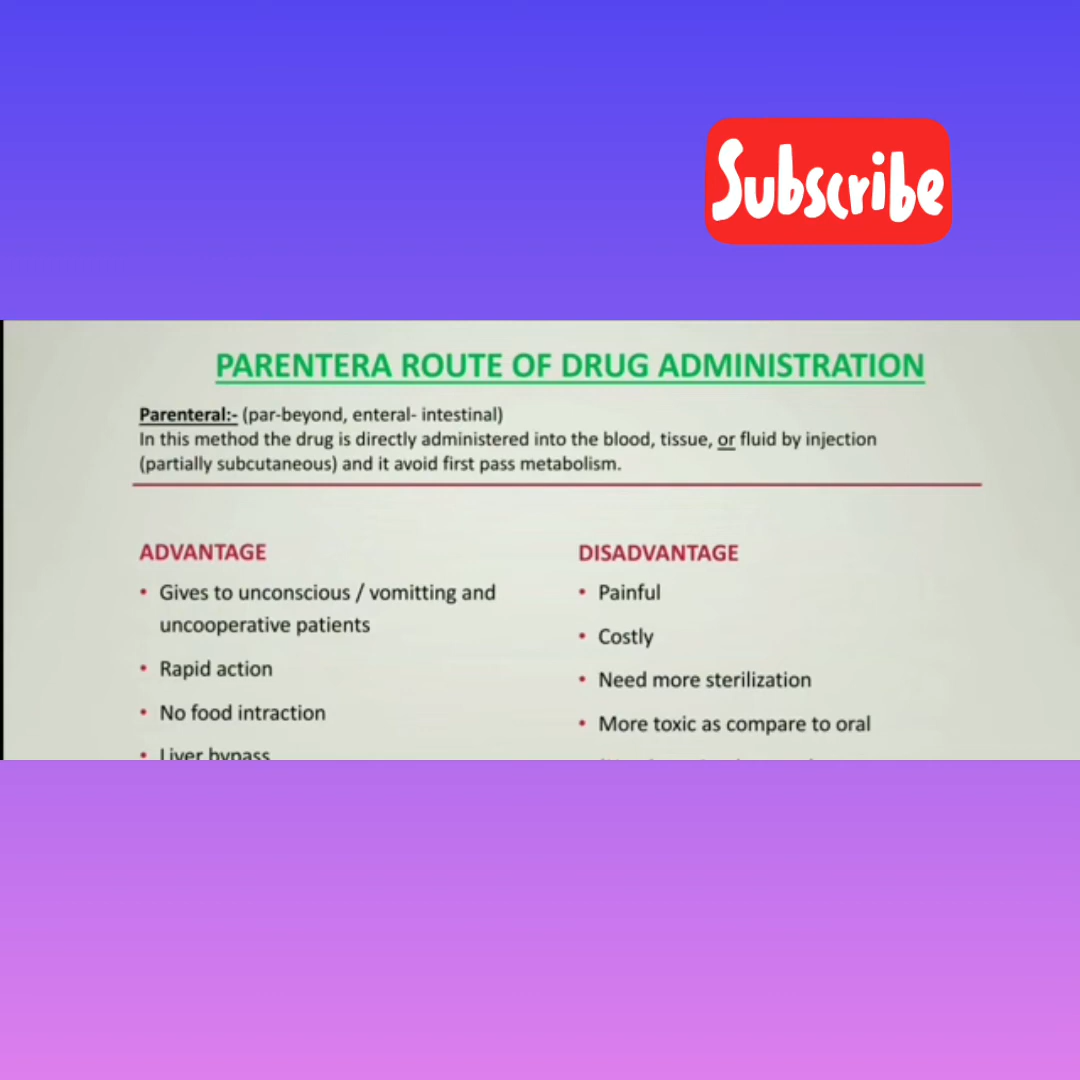 Subscribe
PARENTERA ROUTE OF DRUG ADMINISTRATION
Parenteral:- (par-beyond, enteral- intestinal)
In this method the drug is directly administered into the blood, tissue, or fluid by injection
(partially subcutaneous) and it avoid first pass metabolism.
ADVANTAGE
• Gives to unconscious / vomitting and
uncooperative patients
• Rapid action
• No food intraction
• Liver bypass
DISADVANTAGE
• Painful
• Costly
• Need more sterilization
• More toxic as compare to oral